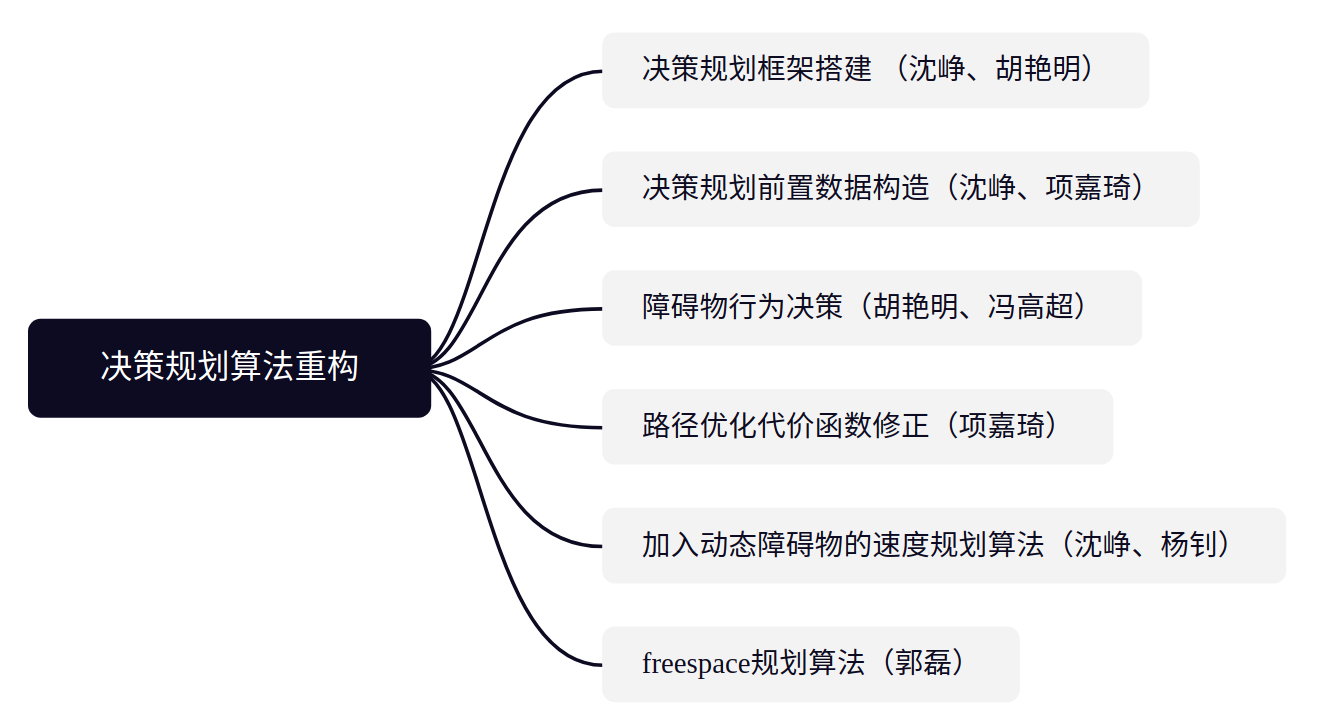 决策规划框架搭建 （沈峥、胡艳明）
决策规划前置数据构造（沈峥、项嘉琦）
障碍物行为决策（胡艳明、冯高超）
决策规划算法重构
路径优化代价函数修正（项嘉琦）
加入动态障碍物的速度规划算法（沈峥、杨钊）
freespace规划算法（郭磊）